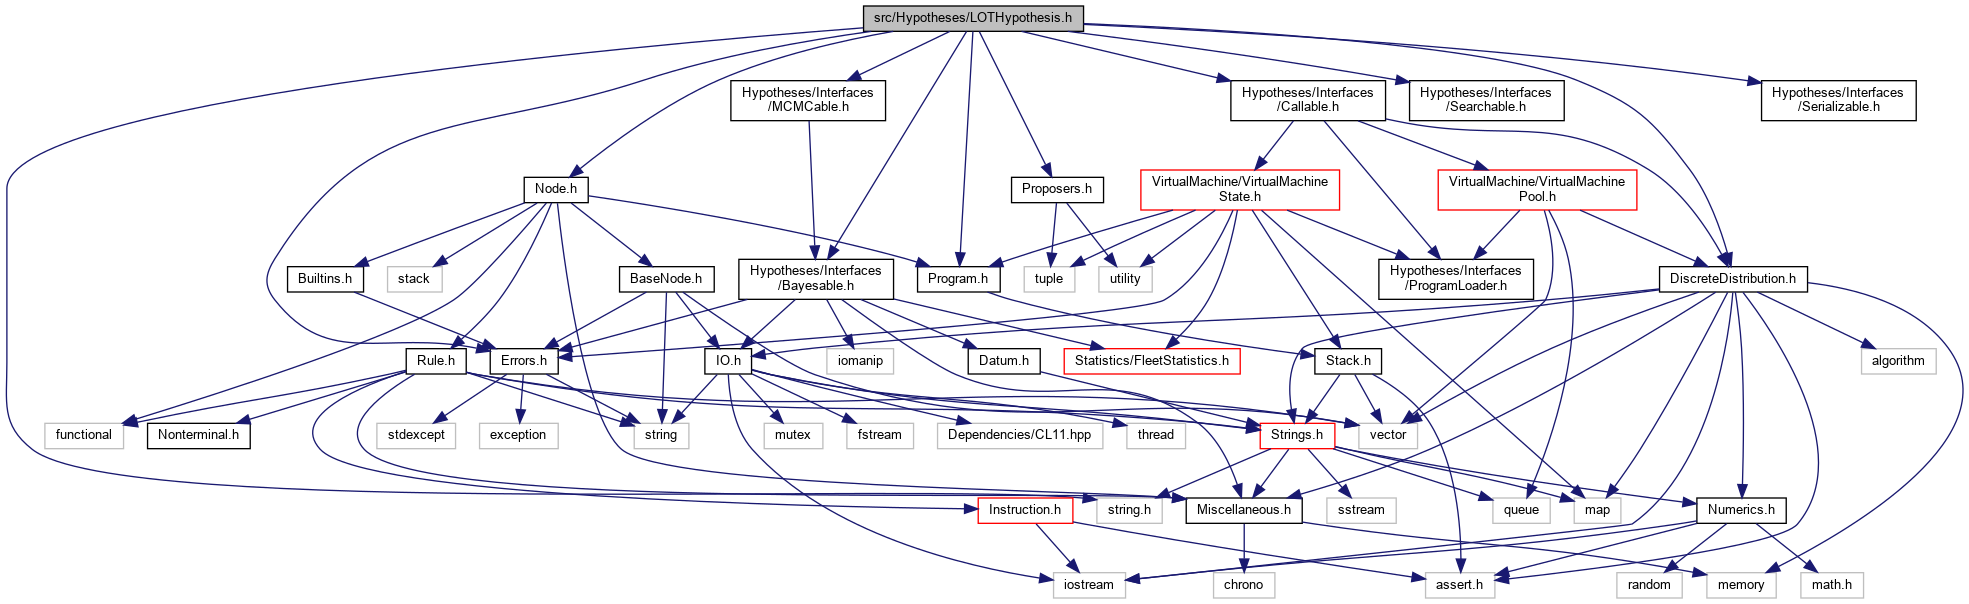 src/Hypotheses/LOTHypothesis.h
Hypotheses/Interfaces
/MCMCable.h
Hypotheses/Interfaces
/Callable.h
Hypotheses/Interfaces
/Searchable.h
Hypotheses/Interfaces
/Serializable.h
Node.h
Proposers.h
VirtualMachine/VirtualMachine
State.h
VirtualMachine/VirtualMachine
Pool.h
Builtins.h
stack
BaseNode.h
Hypotheses/Interfaces
/Bayesable.h
Program.h
tuple
utility
Hypotheses/Interfaces
/ProgramLoader.h
DiscreteDistribution.h
Rule.h
Errors.h
IO.h
iomanip
Datum.h
Statistics/FleetStatistics.h
Stack.h
algorithm
functional
Nonterminal.h
stdexcept
exception
string
mutex
fstream
Dependencies/CL11.hpp
thread
Strings.h
vector
Instruction.h
string.h
Miscellaneous.h
sstream
queue
map
Numerics.h
iostream
chrono
assert.h
random
memory
math.h